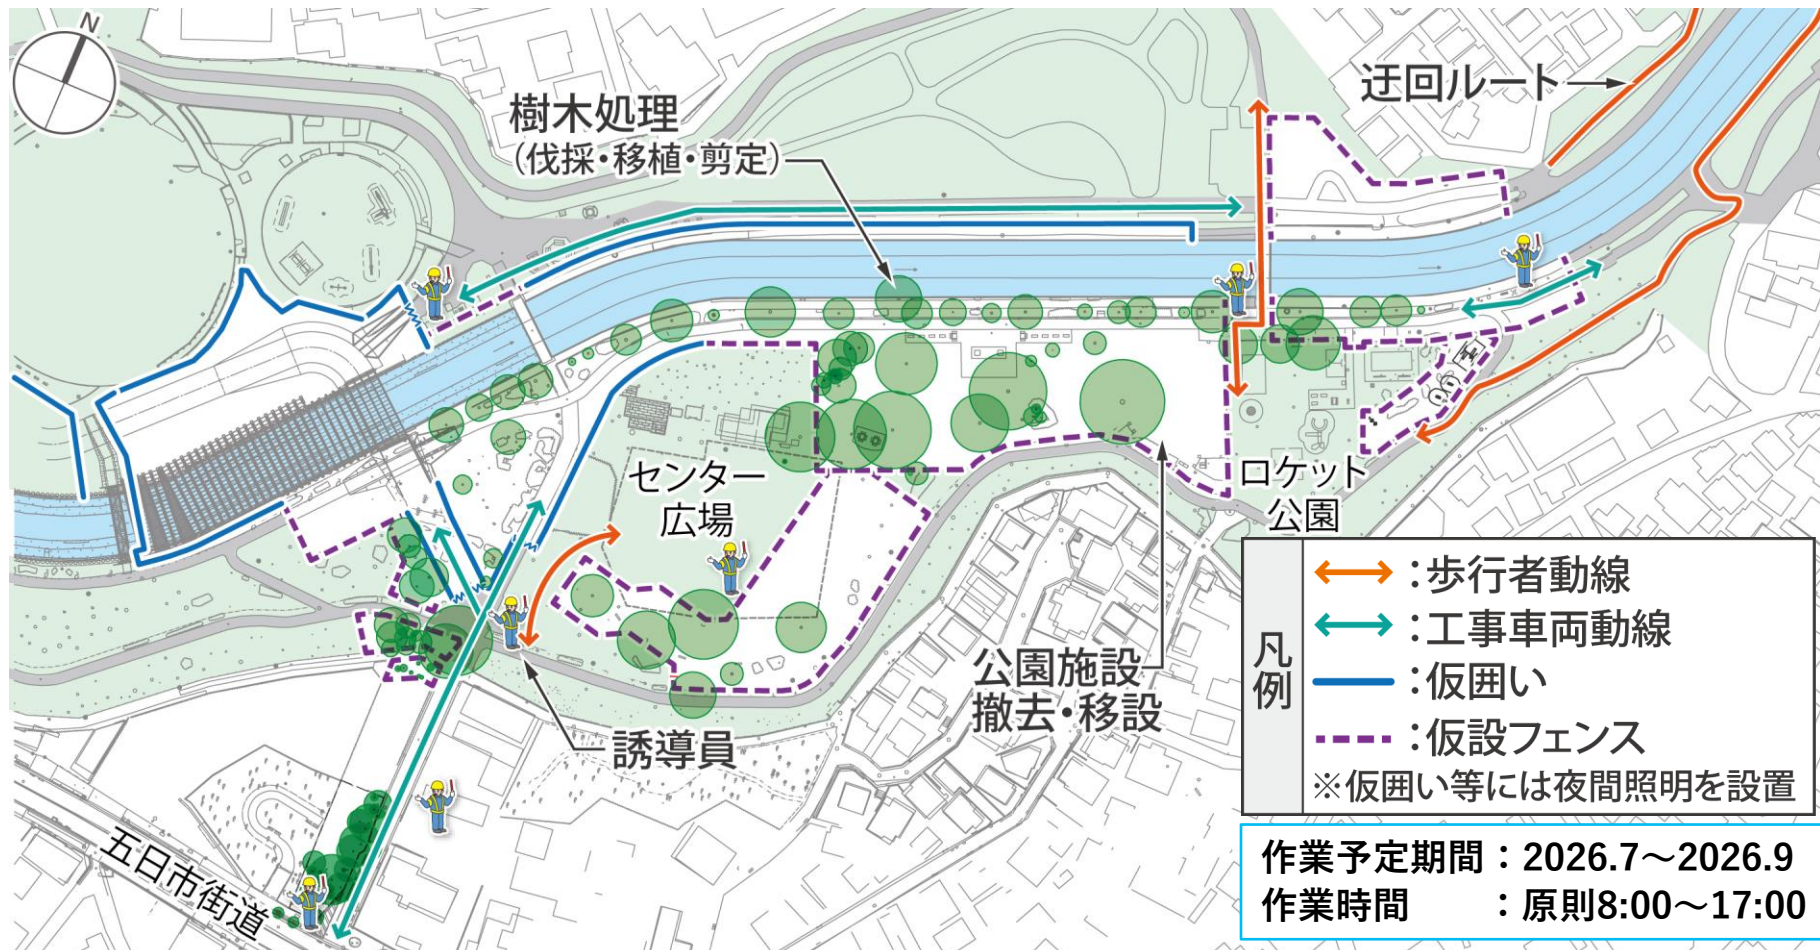 N
迂回ルート
樹木処理
(伐採・移植・剪定)
センター
広場
ロケット
公園
公園施設
撤去・移設
誘導員
五日市街道
凡例
：歩行者動線
：工事車両動線
：仮囲い
：仮設フェンス
※仮囲い等には夜間照明を設置
作業予定期間：2026.7～2026.9
作業時間　　：原則8:00～17:00